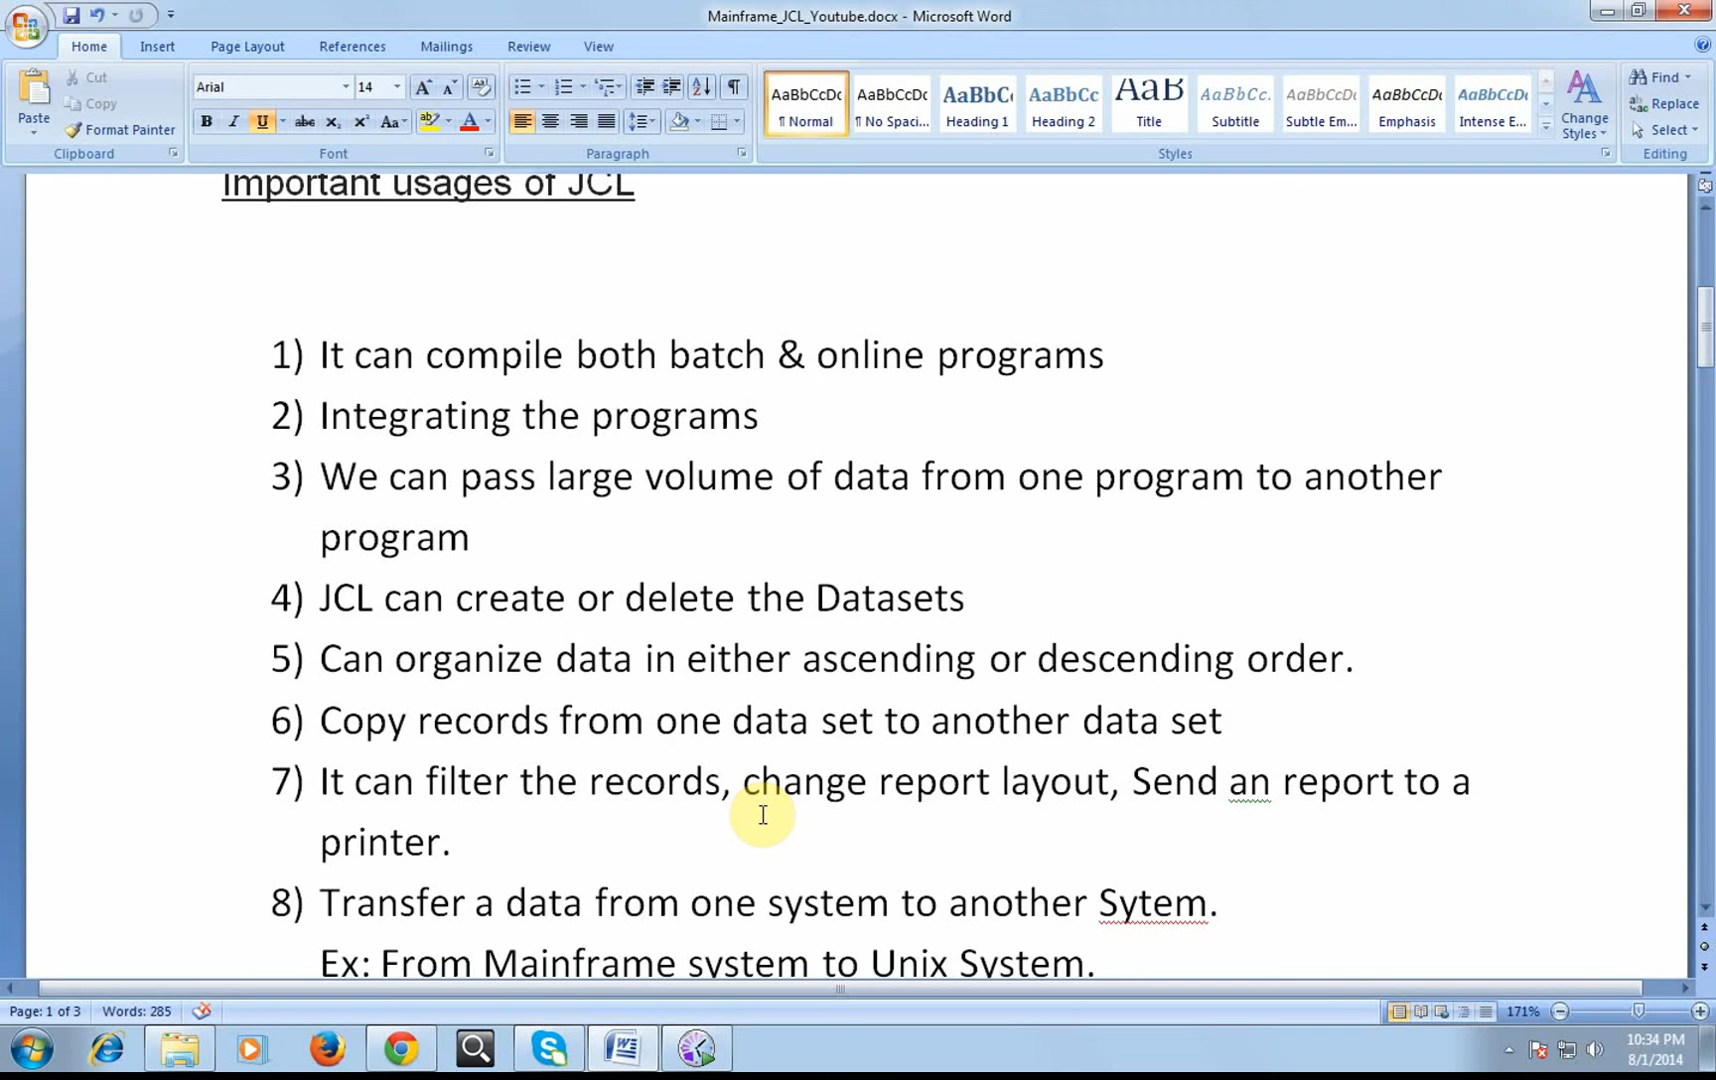 Mainframe_JCL_Youtube.docx - Microsoft Word
Home Insert Page Layout References Mailings Review View
Paste
Cut
Copy
Format Painter
Clipboard
Arial 14
Font
Paragraph
AaBbCcDc AaBbCcDc AaBbC AaBbCc AaB AaBbCc. AaBbCcDc AaBbCcDc AaBbCcDc
¶ Normal ¶ No Spaci... Heading 1 Heading 2 Title Subtitle Subtle Em... Emphasis Intense E...
Change Styles
Styles
Find
Replace
Select
Editing
Important usages of JCL
1) It can compile both batch & online programs
2) Integrating the programs
3) We can pass large volume of data from one program to another
program
4) JCL can create or delete the Datasets
5) Can organize data in either ascending or descending order.
6) Copy records from one data set to another data set
7) It can filter the records, change report layout, Send an report to a
printer.
8) Transfer a data from one system to another Sytem.
Ex: From Mainframe system to Unix System.
Page: 1 of 3 Words: 285 171%
10:34 PM
8/1/2014